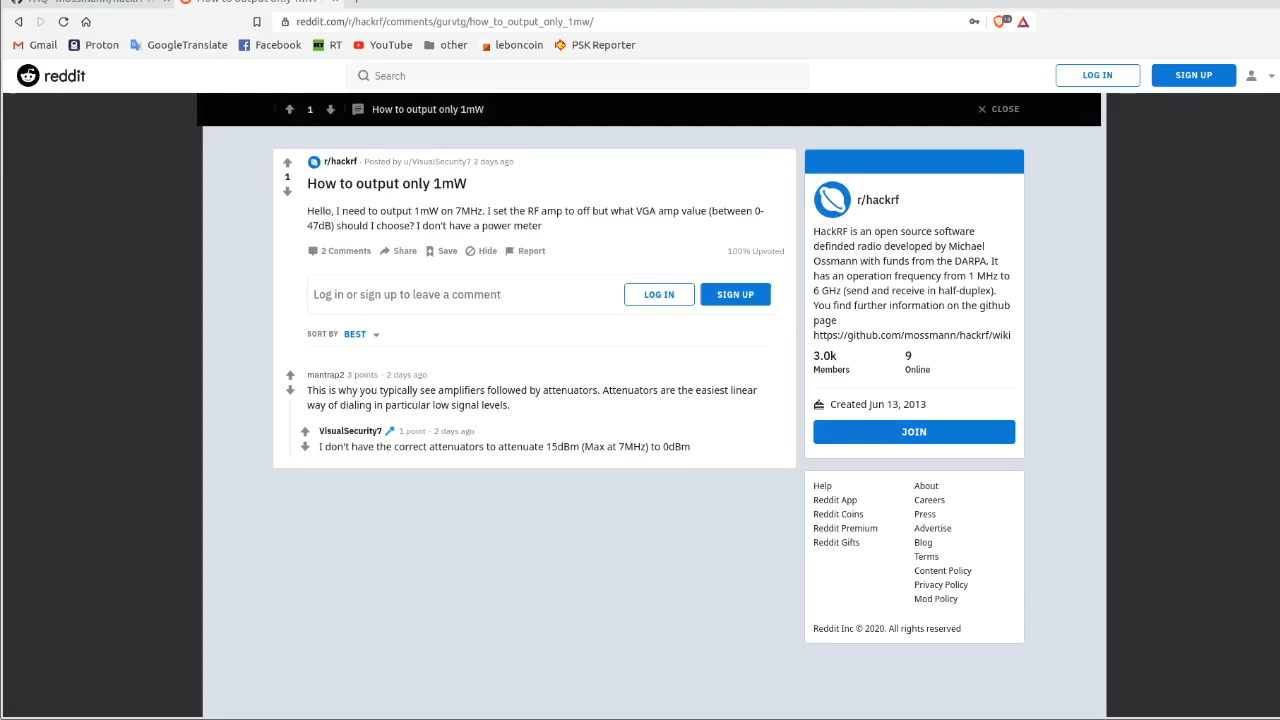 reddit.com/r/hackrf/comments/gurvtg/how_to_output_only_1mw/
Gmail Proton GoogleTranslate Facebook RT YouTube other leboncoin PSK Reporter
reddit Search LOG IN SIGN UP
1 How to output only 1mW CLOSE
r/hackrf · Posted by u/VisualSecurity7 2 days ago
1
How to output only 1mW
Hello, I need to output 1mW on 7MHz. I set the RF amp to off but what VGA amp value (between 0-
47dB) should I choose? I don't have a power meter
2 Comments Share Save Hide Report 100% Upvoted
Log in or sign up to leave a comment LOG IN SIGN UP
SORT BY BEST
mantrap2 3 points · 2 days ago
This is why you typically see amplifiers followed by attenuators. Attenuators are the easiest linear
way of dialing in particular low signal levels.
VisualSecurity7 1 point · 2 days ago
I don't have the correct attenuators to attenuate 15dBm (Max at 7MHz) to 0dBm
r/hackrf
HackRF is an open source software
definded radio developed by Michael
Ossmann with funds from the DARPA. It
has an operation frequency from 1 MHz to
6 GHz (send and receive in half-duplex).
You find further information on the github
page
https://github.com/mossmann/hackrf/wiki
3.0k 9
Members Online
Created Jun 13, 2013
JOIN
Help About
Reddit App Careers
Reddit Coins Press
Reddit Premium Advertise
Reddit Gifts Blog
Terms
Content Policy
Privacy Policy
Mod Policy
Reddit Inc © 2020. All rights reserved